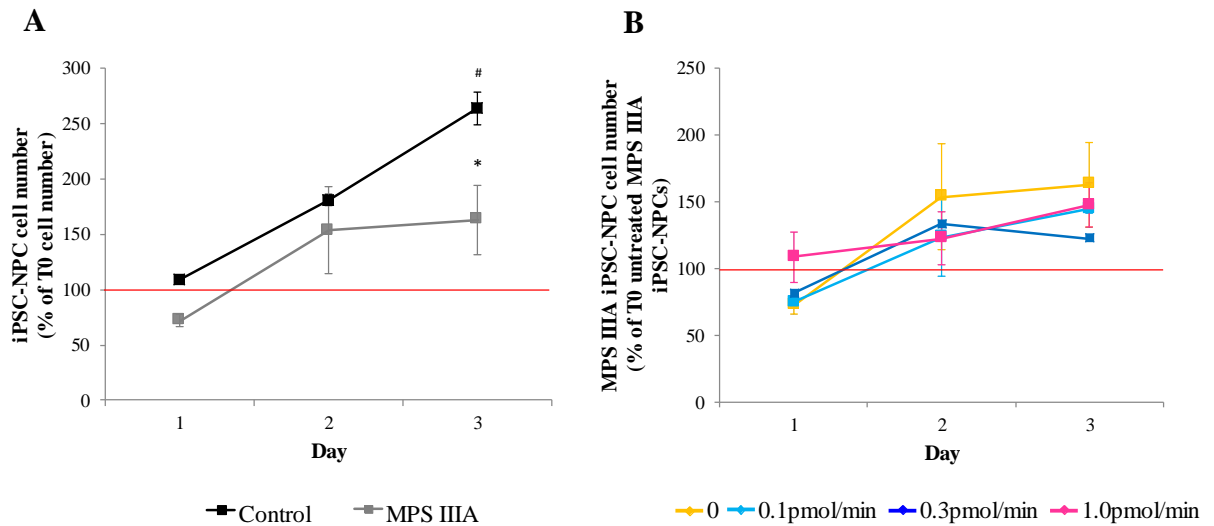 A
iPSC-NPC cell number
(% of T0 cell number)
300
250
200
150
100
50
0
#
*
1 2 3
Day
Control MPS IIIA
B
MPS IIIA iPSC-NPC cell number
(% of T0 untreated MPS IIIA
iPSC-NPCs)
250
200
150
100
50
0
1 2 3
Day
0 0.1pmol/min 0.3pmol/min 1.0pmol/min